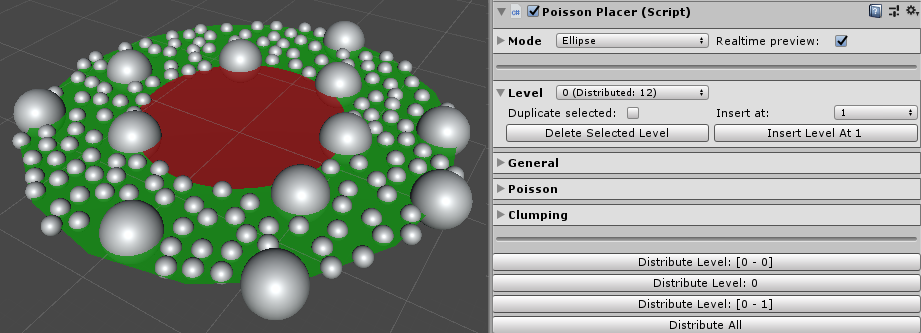 Poisson Placer (Script)
Mode Ellipse Realtime preview:
Level 0 (Distributed: 12)
Duplicate selected: Insert at: 1
Delete Selected Level Insert Level At 1
General
Poisson
Clumping
Distribute Level: [0 - 0]
Distribute Level: 0
Distribute Level: [0 - 1]
Distribute All